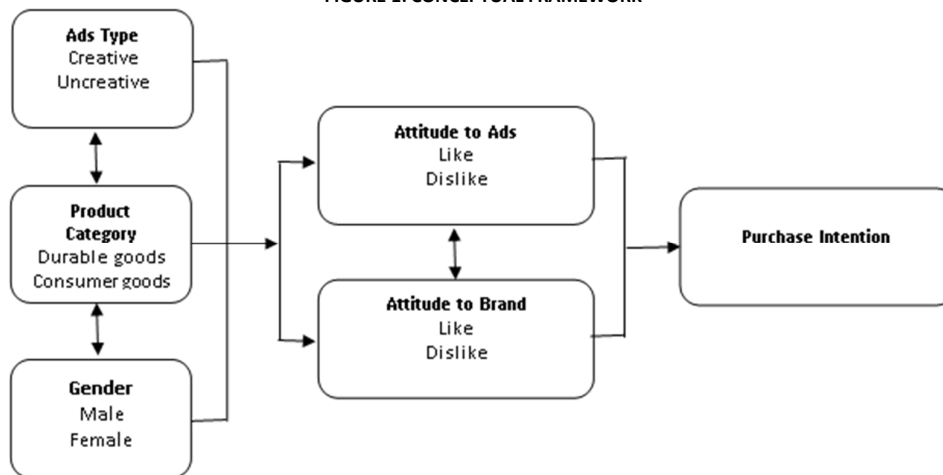 FIGURE CONCEPTUAL FRAMEWORK
Ads Type
Creative
Uncreative
Product
Category
Durable goods
Consumer goods
Gender
Male
Female
Attitude to Ads
Like
Dislike
Attitude to Brand
Like
Dislike
Purchase Intention